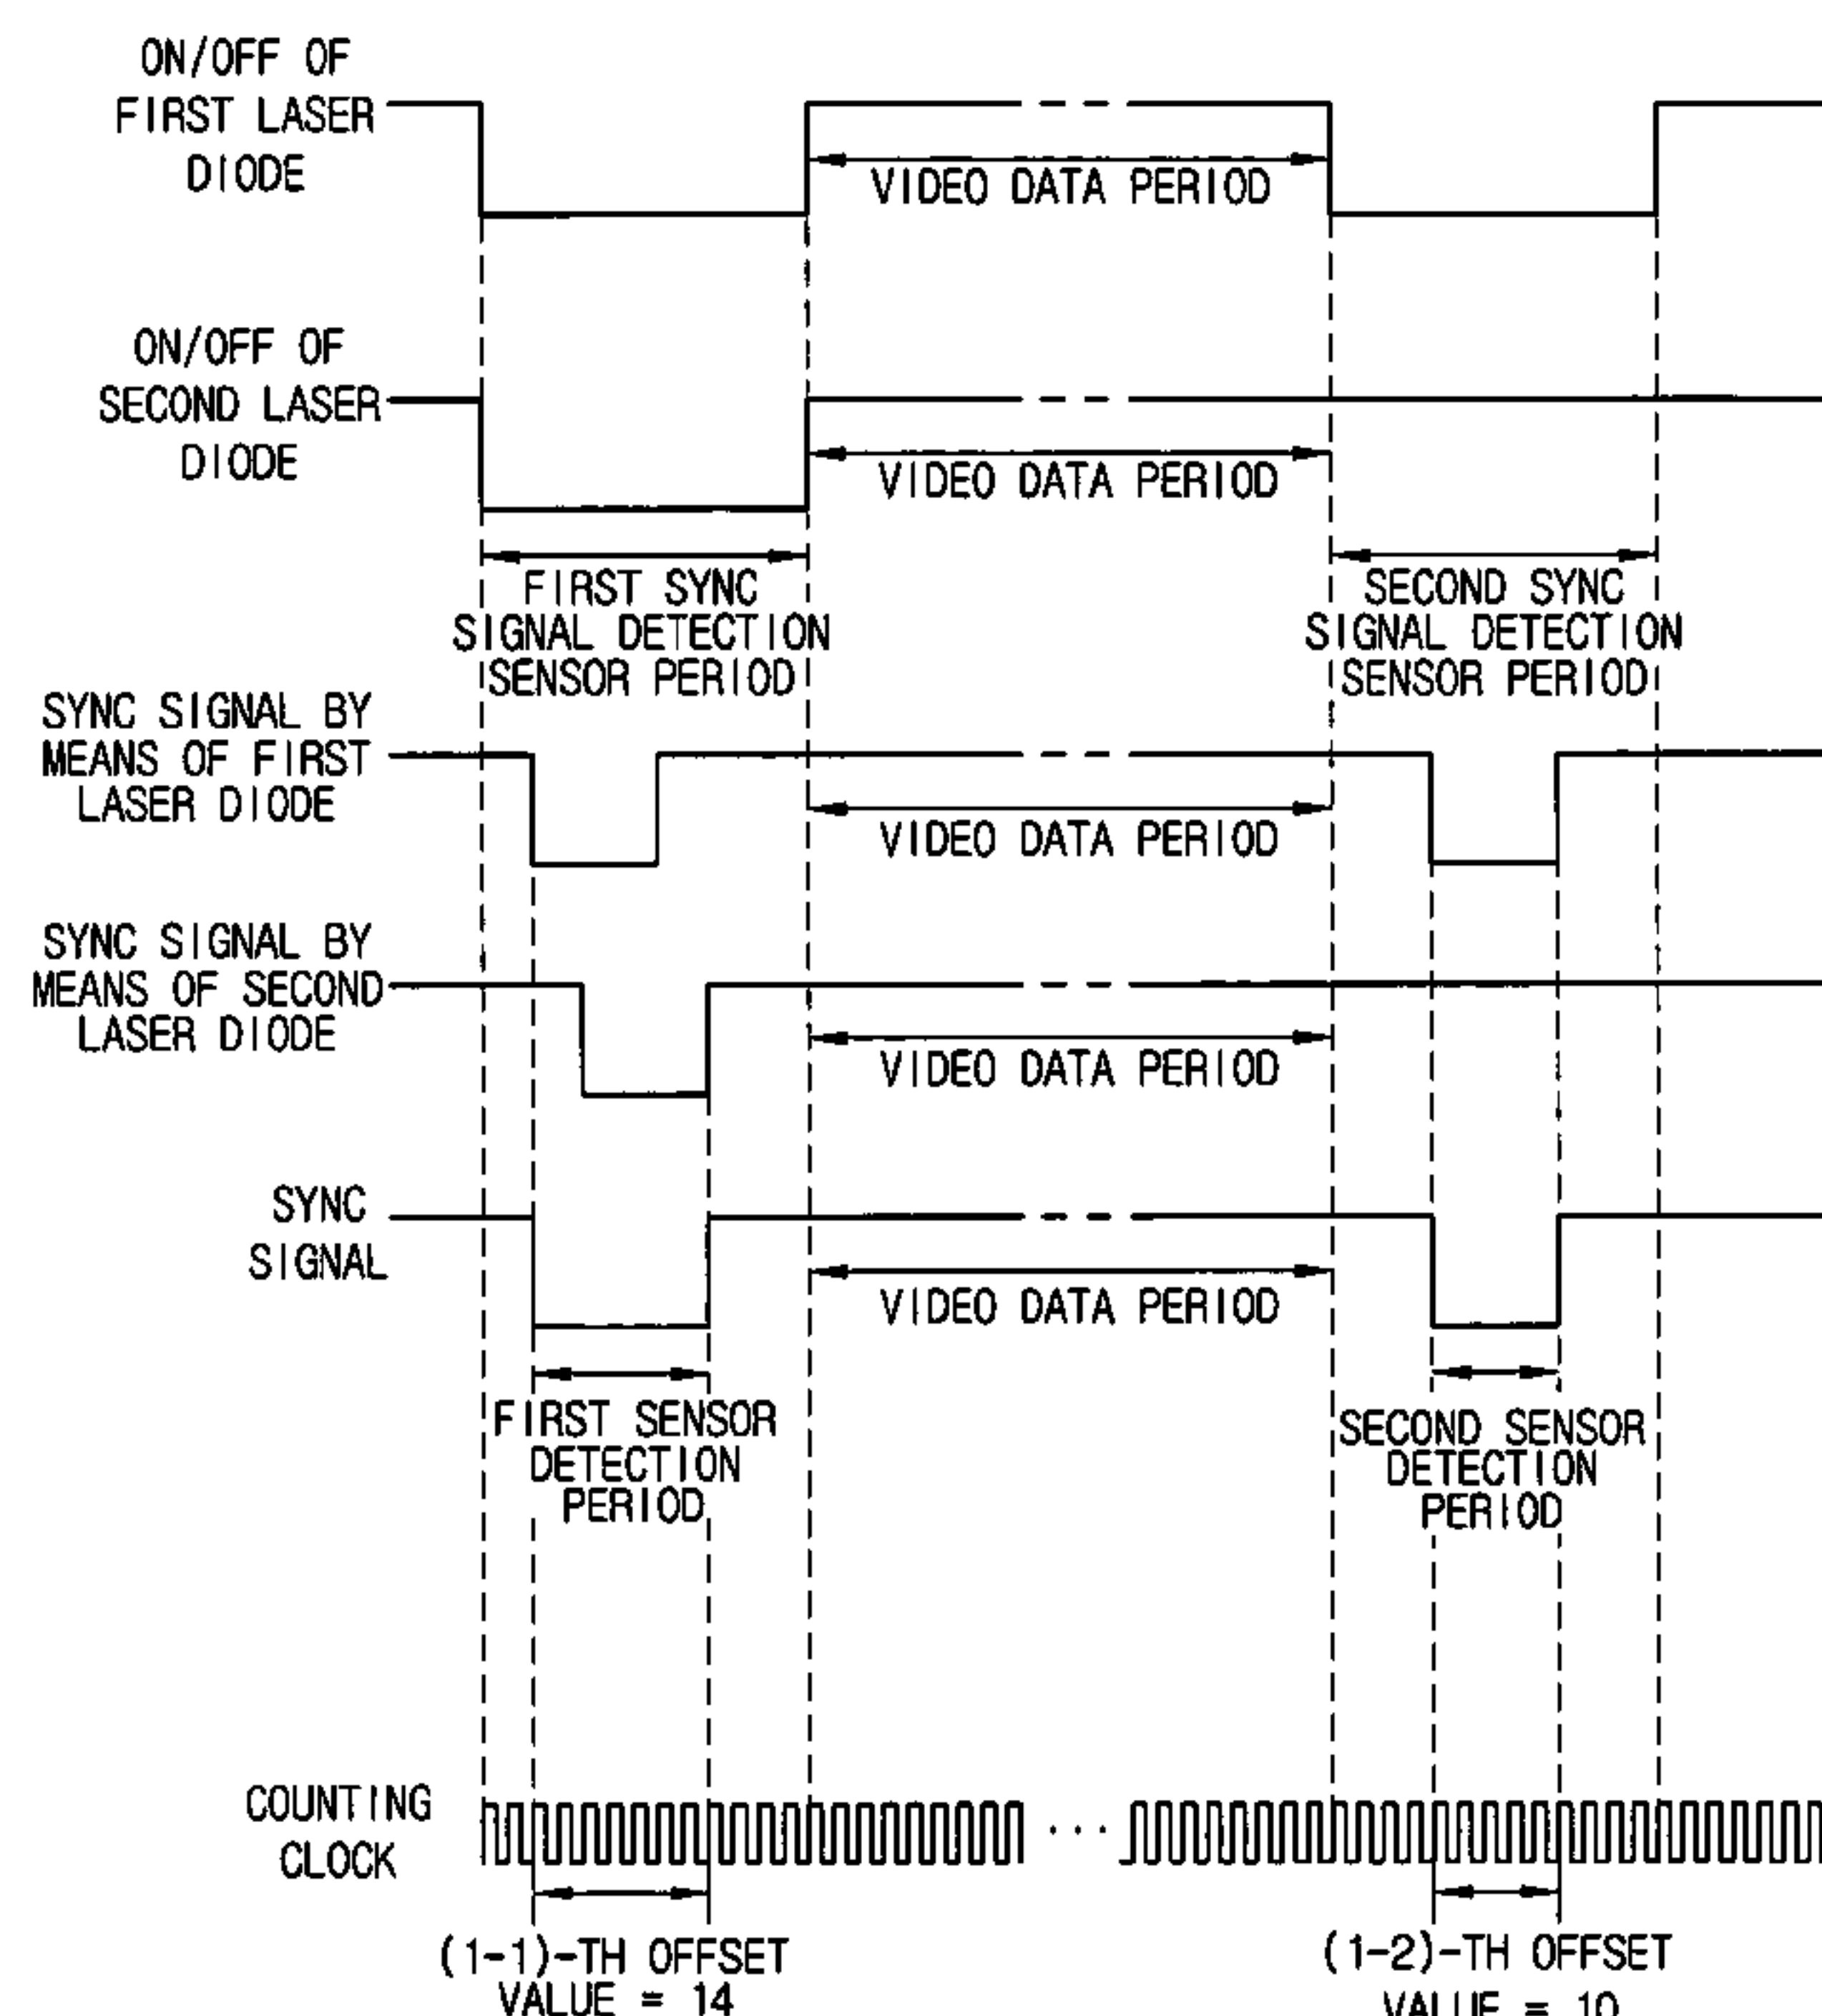 ON/OFF OF
FIRST LASER
DIODE
VIDEO DATA PERIOD
ON/OFF OF
SECOND LASER
DIODE
VIDEO DATA PERIOD
FIRST SYNC
SIGNAL DETECTION
SENSOR PERIOD
SECOND SYNC
SIGNAL DETECTION
SENSOR PERIOD
SYNC SIGNAL BY
MEANS OF FIRST
LASER DIODE
VIDEO DATA PERIOD
SYNC SIGNAL BY
MEANS OF SECOND
LASER DIODE
VIDEO DATA PERIOD
SYNC
SIGNAL
VIDEO DATA PERIOD
FIRST SENSOR
DETECTION
PERIOD
SECOND SENSOR
DETECTION
PERIOD
COUNTING
CLOCK
(1-1)-TH OFFSET
VALUE = 14
(1-2)-TH OFFSET
VALUE = 10